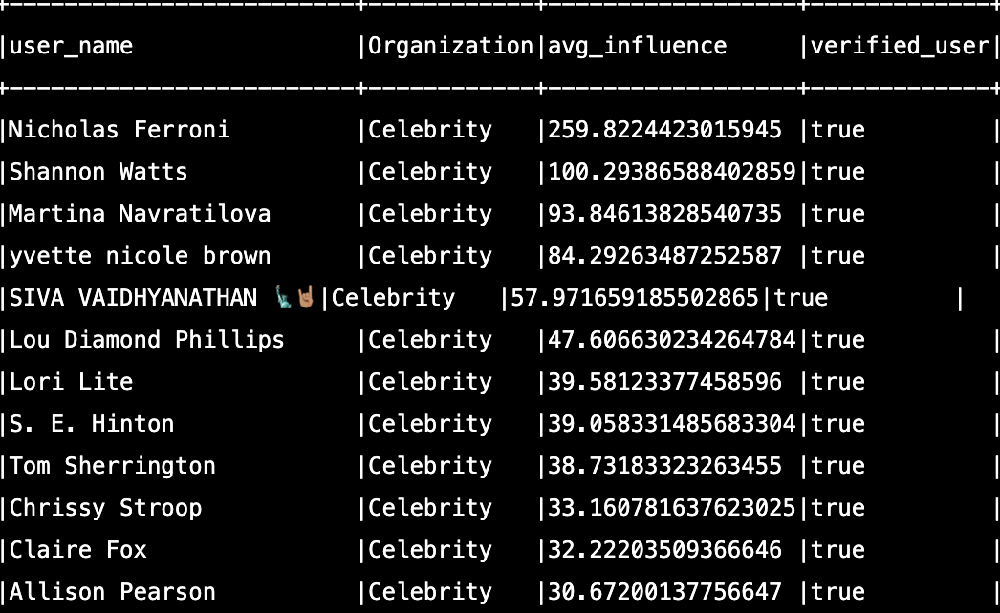 +-------------------------+------------+------------------+-------------+
|user_name                |Organization|avg_influence     |verified_user|
+-------------------------+------------+------------------+-------------+
|Nicholas Ferroni         |Celebrity   |259.8224423015945 |true         |
|Shannon Watts            |Celebrity   |100.29386588402859|true         |
|Martina Navratilova      |Celebrity   |93.84613828540735 |true         |
|yvette nicole brown      |Celebrity   |84.29263487252587 |true         |
|SIVA VAIDHYANATHAN 🗽🤘🏽|Celebrity   |57.971659185502865|true         |
|Lou Diamond Phillips     |Celebrity   |47.606630234264784|true         |
|Lori Lite                |Celebrity   |39.58123377458596 |true         |
|S. E. Hinton             |Celebrity   |39.058331485683304|true         |
|Tom Sherrington          |Celebrity   |38.73183323263455 |true         |
|Chrissy Stroop           |Celebrity   |33.160781637623025|true         |
|Claire Fox               |Celebrity   |32.22203509366646 |true         |
|Allison Pearson          |Celebrity   |30.67200137756647 |true         |